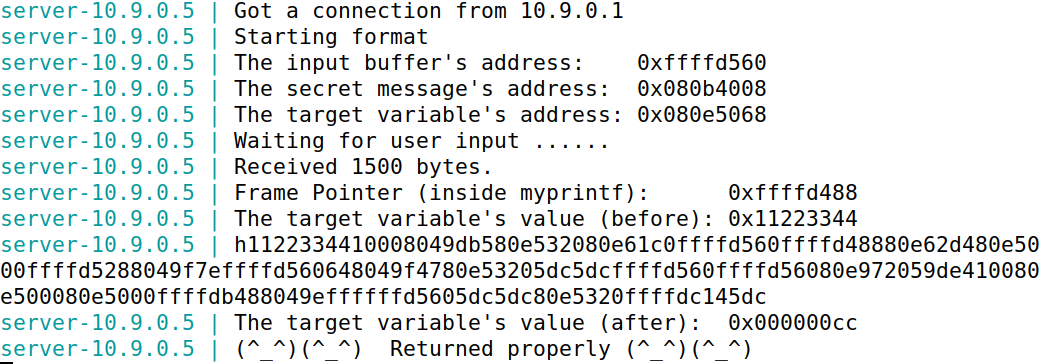 server-10.9.0.5 | Got a connection from 10.9.0.1
server-10.9.0.5 | Starting format
server-10.9.0.5 | The input buffer's address:    0xffffd560
server-10.9.0.5 | The secret message's address:  0x080b4008
server-10.9.0.5 | The target variable's address: 0x080e5068
server-10.9.0.5 | Waiting for user input ......
server-10.9.0.5 | Received 1500 bytes.
server-10.9.0.5 | Frame Pointer (inside myprintf):      0xffffd488
server-10.9.0.5 | The target variable's value (before): 0x11223344
server-10.9.0.5 | h1122334410008049db580e532080e61c0ffffd560ffffd48880e62d480e50
00ffffd5288049f7effffd560648049f4780e53205dc5dcffffd560ffffd56080e972059de410080
e500080e5000ffffdb488049effffffd5605dc5dc80e5320ffffdc145dc
server-10.9.0.5 | The target variable's value (after):  0x000000cc
server-10.9.0.5 | (^_^)(^_^)  Returned properly (^_^)(^_^)